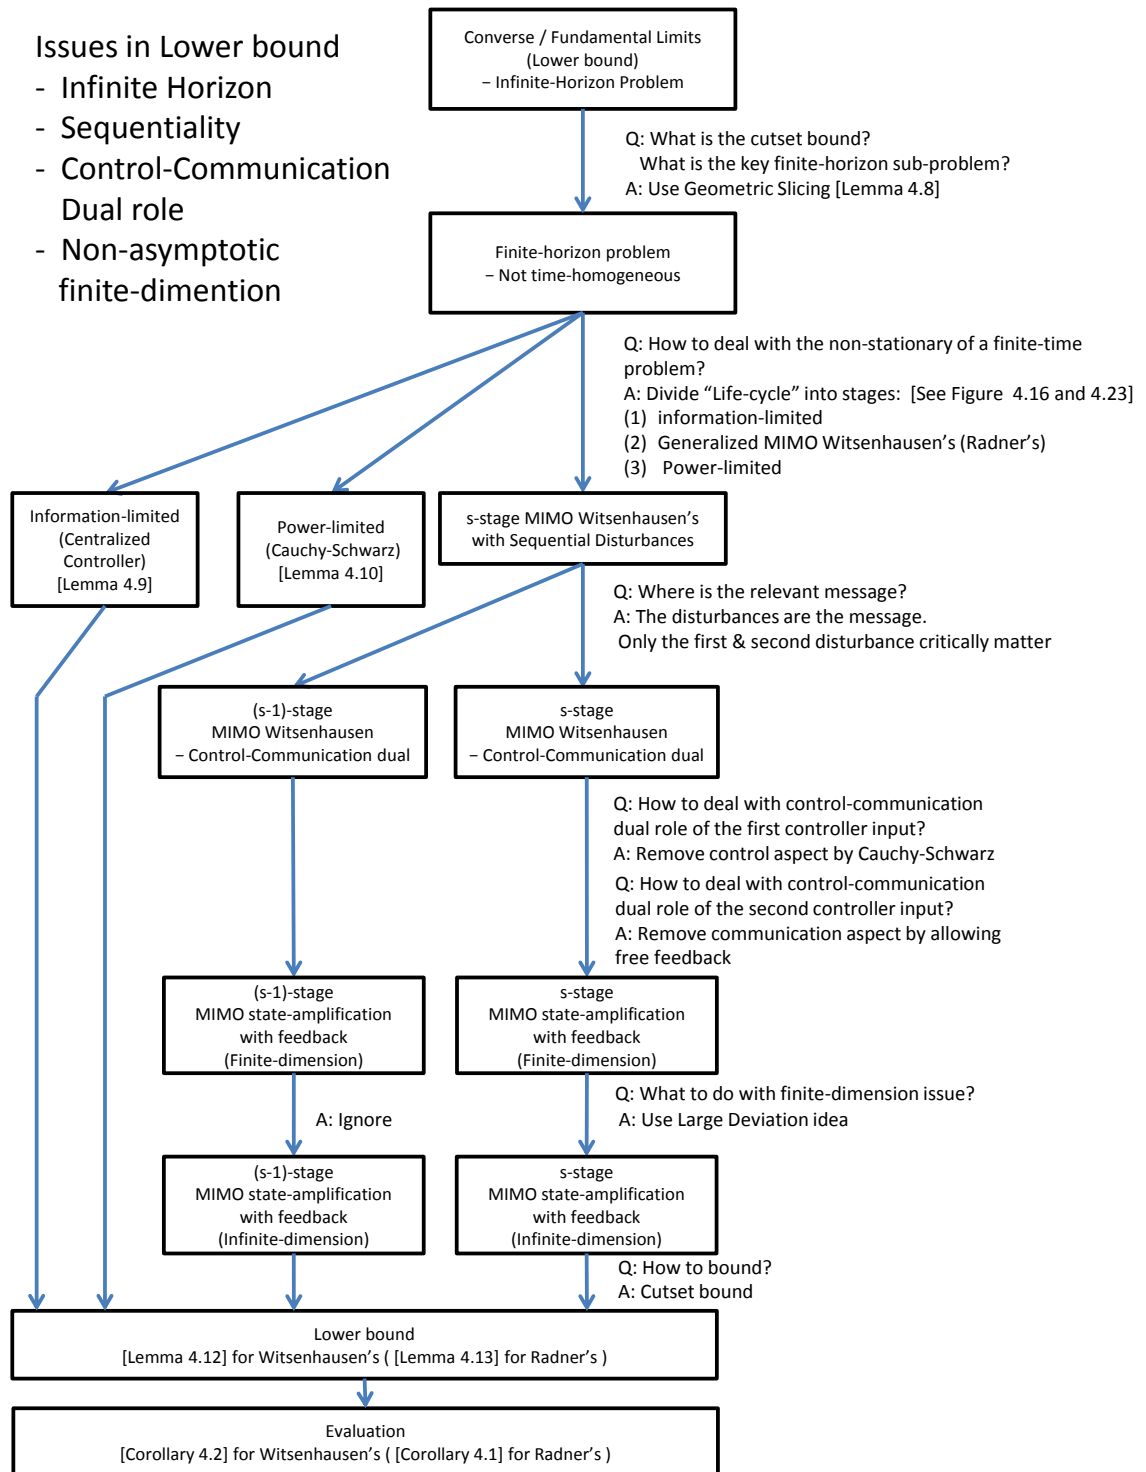 Issues in Lower bound
- Infinite Horizon
- Sequentiality
- Control-Communication
Dual role
- Non-asymptotic
finite-dimention
Converse / Fundamental Limits
(Lower bound)
– Infinite-Horizon Problem
Q: What is the cutset bound?
What is the key finite-horizon sub-problem?
A: Use Geometric Slicing [Lemma 4.8]
Finite-horizon problem
– Not time-homogeneous
Q: How to deal with the non-stationary of a finite-time
problem?
A: Divide “Life-cycle” into stages: [See Figure 4.16 and 4.23]
(1) information-limited
(2) Generalized MIMO Witsenhausen’s (Radner’s)
(3) Power-limited
Information-limited
(Centralized
Controller)
[Lemma 4.9]
Power-limited
(Cauchy-Schwarz)
[Lemma 4.10]
s-stage MIMO Witsenhausen’s
with Sequential Disturbances
Q: Where is the relevant message?
A: The disturbances are the message.
Only the first & second disturbance critically matter
(s-1)-stage
MIMO Witsenhausen
– Control-Communication dual
s-stage
MIMO Witsenhausen
– Control-Communication dual
Q: How to deal with control-communication
dual role of the first controller input?
A: Remove control aspect by Cauchy-Schwarz
Q: How to deal with control-communication
dual role of the second controller input?
A: Remove communication aspect by allowing
free feedback
(s-1)-stage
MIMO state-amplification
with feedback
(Finite-dimension)
s-stage
MIMO state-amplification
with feedback
(Finite-dimension)
A: Ignore
Q: What to do with finite-dimension issue?
A: Use Large Deviation idea
(s-1)-stage
MIMO state-amplification
with feedback
(Infinite-dimension)
s-stage
MIMO state-amplification
with feedback
(Infinite-dimension)
Q: How to bound?
A: Cutset bound
Lower bound
[Lemma 4.12] for Witsenhausen’s ( [Lemma 4.13] for Radner’s )
Evaluation
[Corollary 4.2] for Witsenhausen’s ( [Corollary 4.1] for Radner’s )